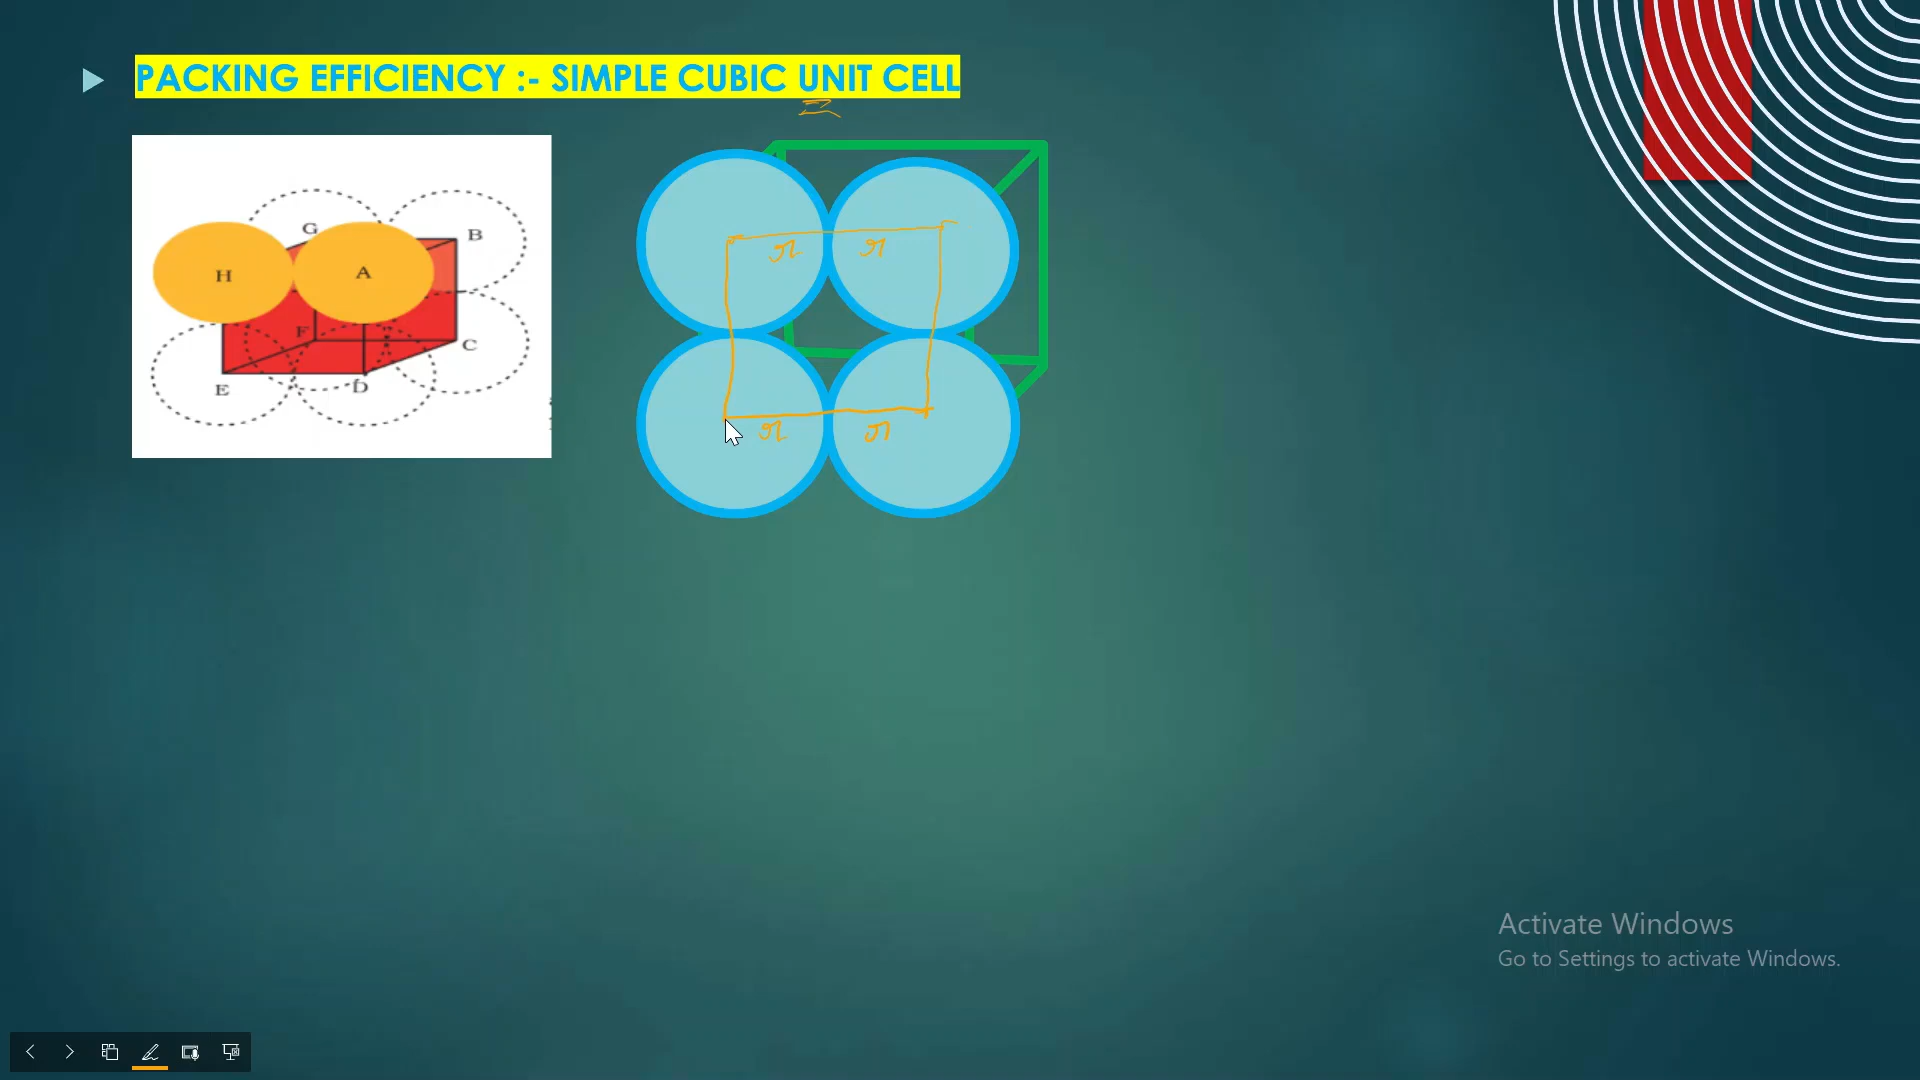 PACKING EFFICIENCY :- SIMPLE CUBIC UNIT CELL
G
B
H
A
F
C
E
D
r r
r r
Activate Windows
Go to Settings to activate Windows.